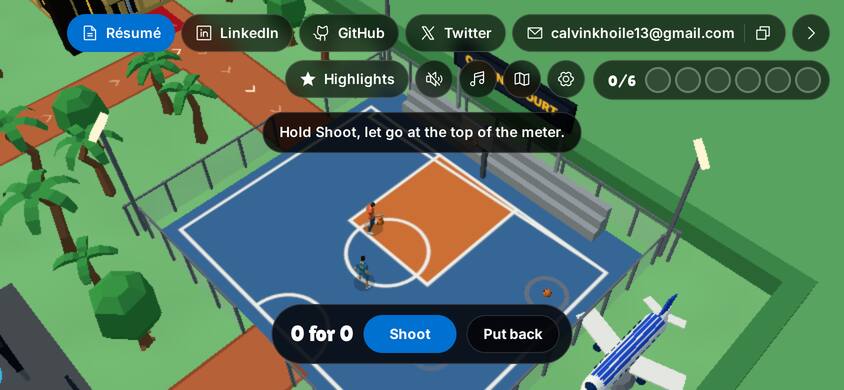 Résumé
LinkedIn
GitHub
Twitter
calvinkhoile13@gmail.com
Highlights
0/6
COURT
Hold Shoot, let go at the top of the meter.
0 for 0
Shoot
Put back